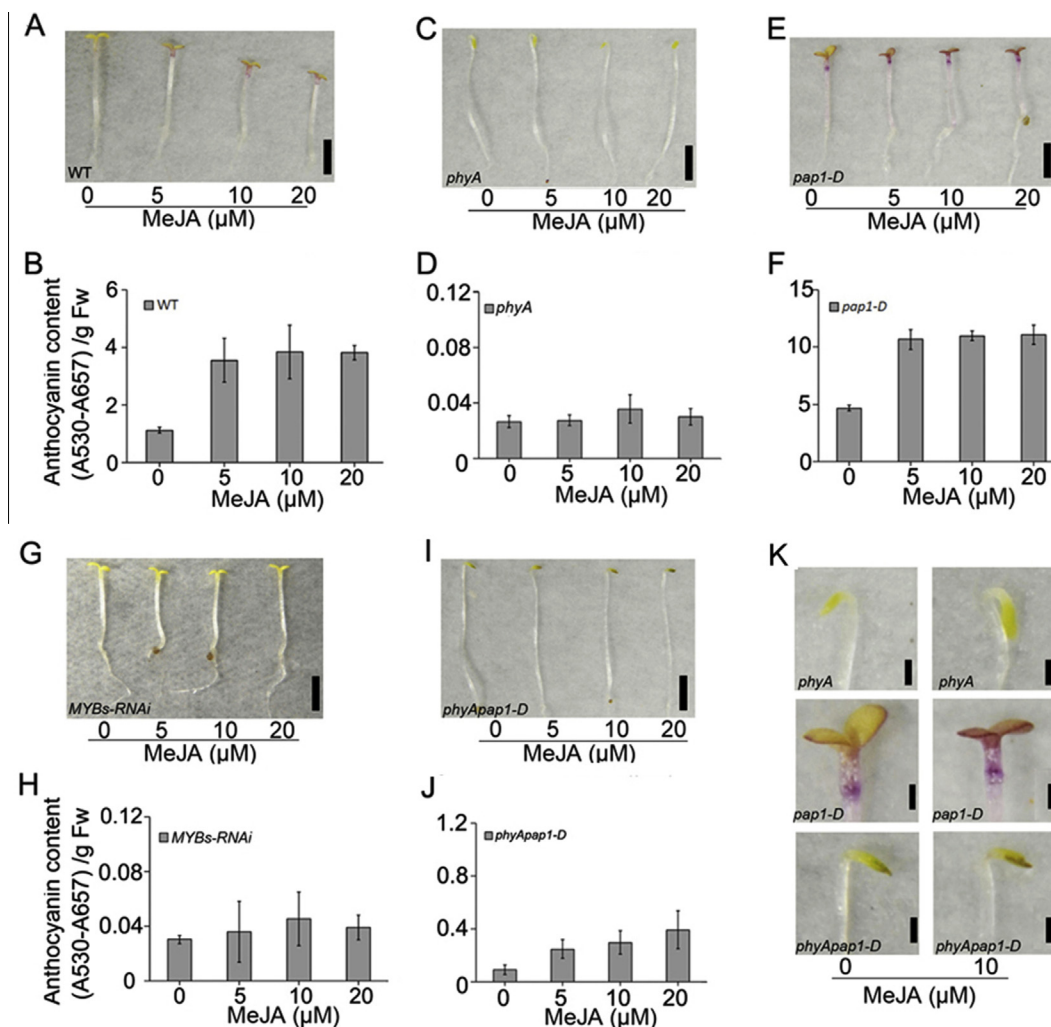 A
WT
0 5 10 20
MeJA (µM)
C
phyA
0 5 10 20
MeJA (µM)
E
pap1-D
0 5 10 20
MeJA (µM)
B
Anthocyanin content
(A530-A657) /g Fw
6
4
2
0
WT
0 5 10 20
MeJA (µM)
D
0.12
0.08
0.04
0
phyA
0 5 10 20
MeJA (µM)
F
15
10
5
0
pap1-D
0 5 10 20
MeJA (µM)
G
MYBs-RNAi
0 5 10 20
MeJA (µM)
I
phyApap1-D
0 5 10 20
MeJA (µM)
H
Anthocyanin content
(A530-A657) /g Fw
0.12
0.08
0.04
0
MYBs-RNAi
0 5 10 20
MeJA (µM)
J
1.2
0.8
0.4
0
phyApap1-D
0 5 10 20
MeJA (µM)
K
phyA phyA
pap1-D pap1-D
phyApap1-D phyApap1-D
0 10
MeJA (µM)